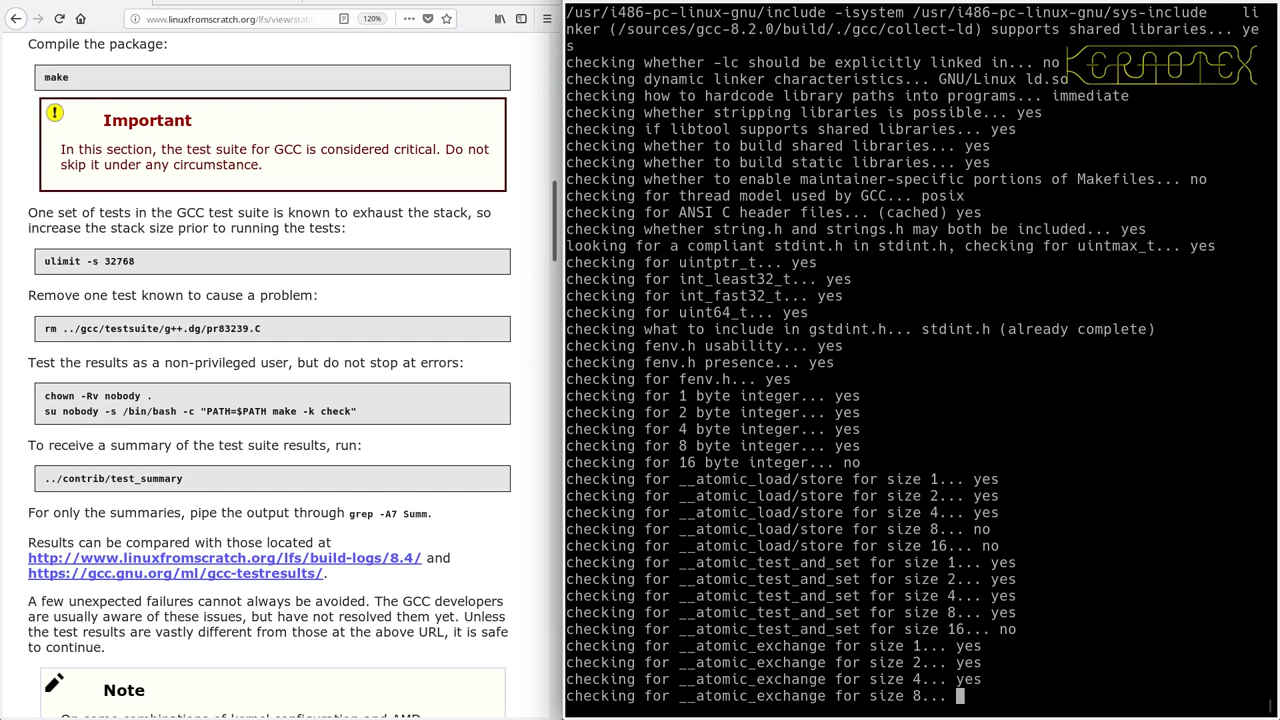 www.linuxfromscratch.org/lfs/view/stab
120%
Compile the package:
make
Important
In this section, the test suite for GCC is considered critical. Do not
skip it under any circumstance.
One set of tests in the GCC test suite is known to exhaust the stack, so
increase the stack size prior to running the tests:
ulimit -s 32768
Remove one test known to cause a problem:
rm ../gcc/testsuite/g++.dg/pr83239.C
Test the results as a non-privileged user, but do not stop at errors:
chown -Rv nobody .
su nobody -s /bin/bash -c "PATH=$PATH make -k check"
To receive a summary of the test suite results, run:
../contrib/test_summary
For only the summaries, pipe the output through grep -A7 Summ.
Results can be compared with those located at
http://www.linuxfromscratch.org/lfs/build-logs/8.4/ and
https://gcc.gnu.org/ml/gcc-testresults/.
A few unexpected failures cannot always be avoided. The GCC developers
are usually aware of these issues, but have not resolved them yet. Unless
the test results are vastly different from those at the above URL, it is safe
to continue.
Note
On some combinations of kernel configuration and AMD
/usr/i486-pc-linux-gnu/include -isystem /usr/i486-pc-linux-gnu/sys-include    li
nker (/sources/gcc-8.2.0/build/./gcc/collect-ld) supports shared libraries... ye
s
checking whether -lc should be explicitly linked in... no
checking dynamic linker characteristics... GNU/Linux ld.so
checking how to hardcode library paths into programs... immediate
checking whether stripping libraries is possible... yes
checking if libtool supports shared libraries... yes
checking whether to build shared libraries... yes
checking whether to build static libraries... yes
checking whether to enable maintainer-specific portions of Makefiles... no
checking for thread model used by GCC... posix
checking for ANSI C header files... (cached) yes
checking whether string.h and strings.h may both be included... yes
looking for a compliant stdint.h in stdint.h, checking for uintmax_t... yes
checking for uintptr_t... yes
checking for int_least32_t... yes
checking for int_fast32_t... yes
checking for uint64_t... yes
checking what to include in gstdint.h... stdint.h (already complete)
checking fenv.h usability... yes
checking fenv.h presence... yes
checking for fenv.h... yes
checking for 1 byte integer... yes
checking for 2 byte integer... yes
checking for 4 byte integer... yes
checking for 8 byte integer... yes
checking for 16 byte integer... no
checking for __atomic_load/store for size 1... yes
checking for __atomic_load/store for size 2... yes
checking for __atomic_load/store for size 4... yes
checking for __atomic_load/store for size 8... no
checking for __atomic_load/store for size 16... no
checking for __atomic_test_and_set for size 1... yes
checking for __atomic_test_and_set for size 2... yes
checking for __atomic_test_and_set for size 4... yes
checking for __atomic_test_and_set for size 8... yes
checking for __atomic_test_and_set for size 16... no
checking for __atomic_exchange for size 1... yes
checking for __atomic_exchange for size 2... yes
checking for __atomic_exchange for size 4... yes
checking for __atomic_exchange for size 8...